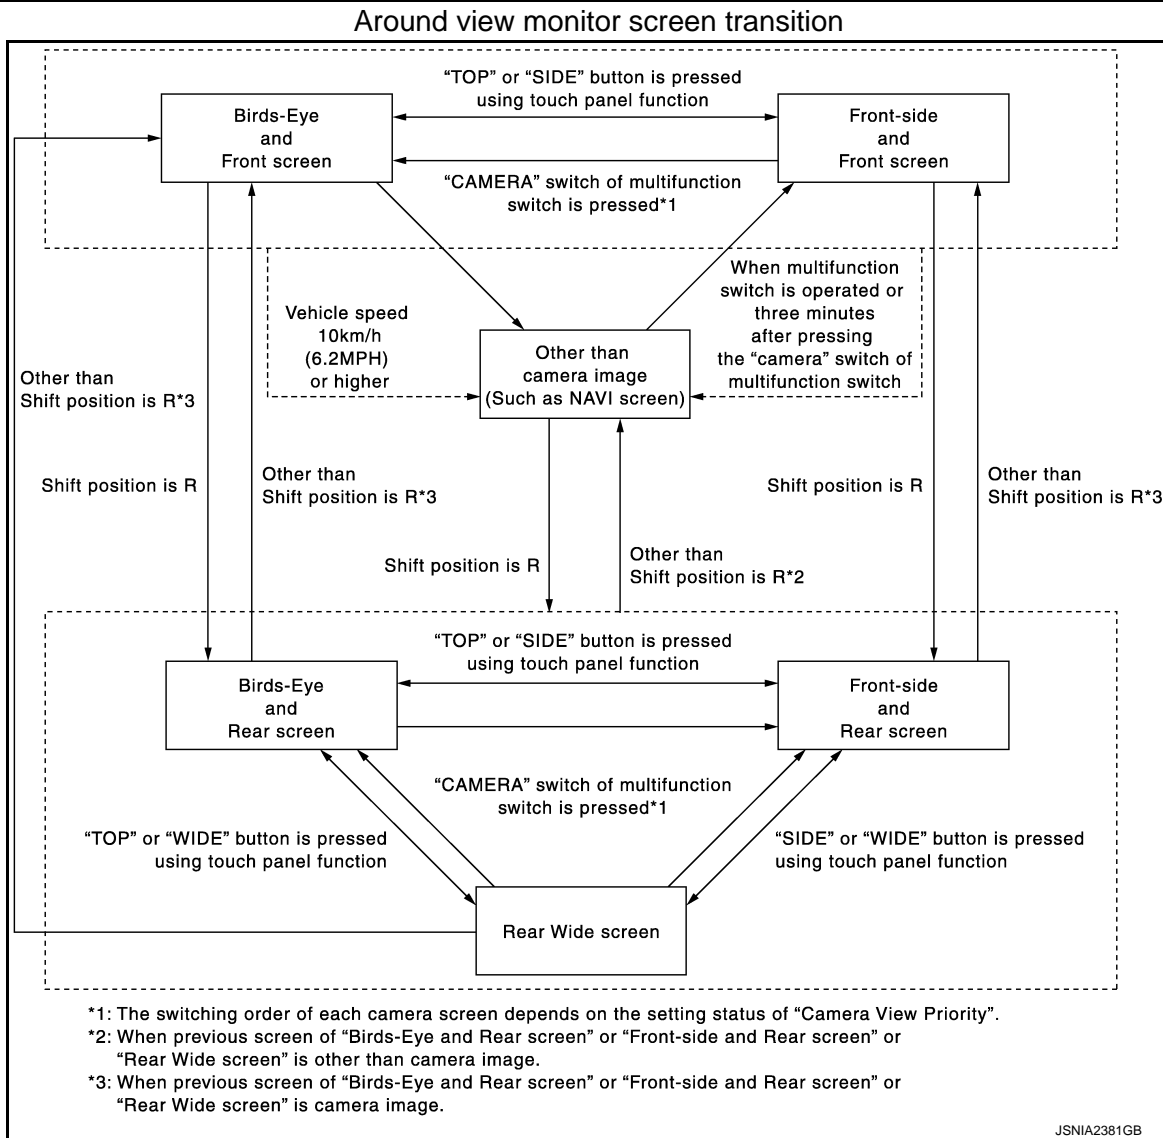 Around view monitor screen transition
“TOP” or “SIDE” button is pressed
using touch panel function
Birds-Eye
and
Front screen
Front-side
and
Front screen
“CAMERA” switch of multifunction
switch is pressed*1
When multifunction
switch is operated or
three minutes
after pressing
the “camera” switch of
multifunction switch
Vehicle speed
10km/h
(6.2MPH)
or higher
Other than
camera image
(Such as NAVI screen)
Other than
Shift position is R*3
Shift position is R
Other than
Shift position is R*3
Shift position is R
Other than
Shift position is R*3
Shift position is R
Other than
Shift position is R*2
“TOP” or “SIDE” button is pressed
using touch panel function
Birds-Eye
and
Rear screen
Front-side
and
Rear screen
“CAMERA” switch of multifunction
switch is pressed*1
“TOP” or “WIDE” button is pressed
using touch panel function
“SIDE” or “WIDE” button is pressed
using touch panel function
Rear Wide screen
*1: The switching order of each camera screen depends on the setting status of “Camera View Priority”.
*2: When previous screen of “Birds-Eye and Rear screen” or “Front-side and Rear screen” or
“Rear Wide screen” is other than camera image.
*3: When previous screen of “Birds-Eye and Rear screen” or “Front-side and Rear screen” or
“Rear Wide screen” is camera image.
JSNIA2381GB